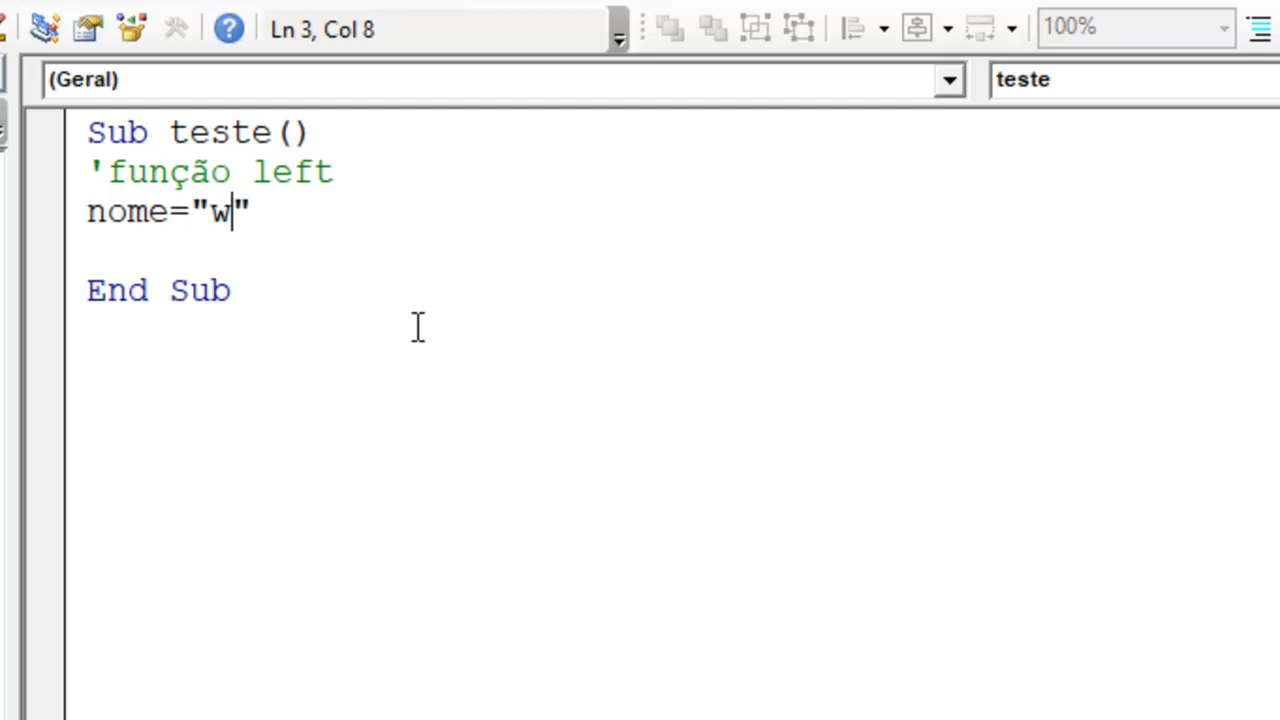 Ln 3, Col 8
100%
(Geral)
teste
Sub teste()
'função left
nome="w"
End Sub